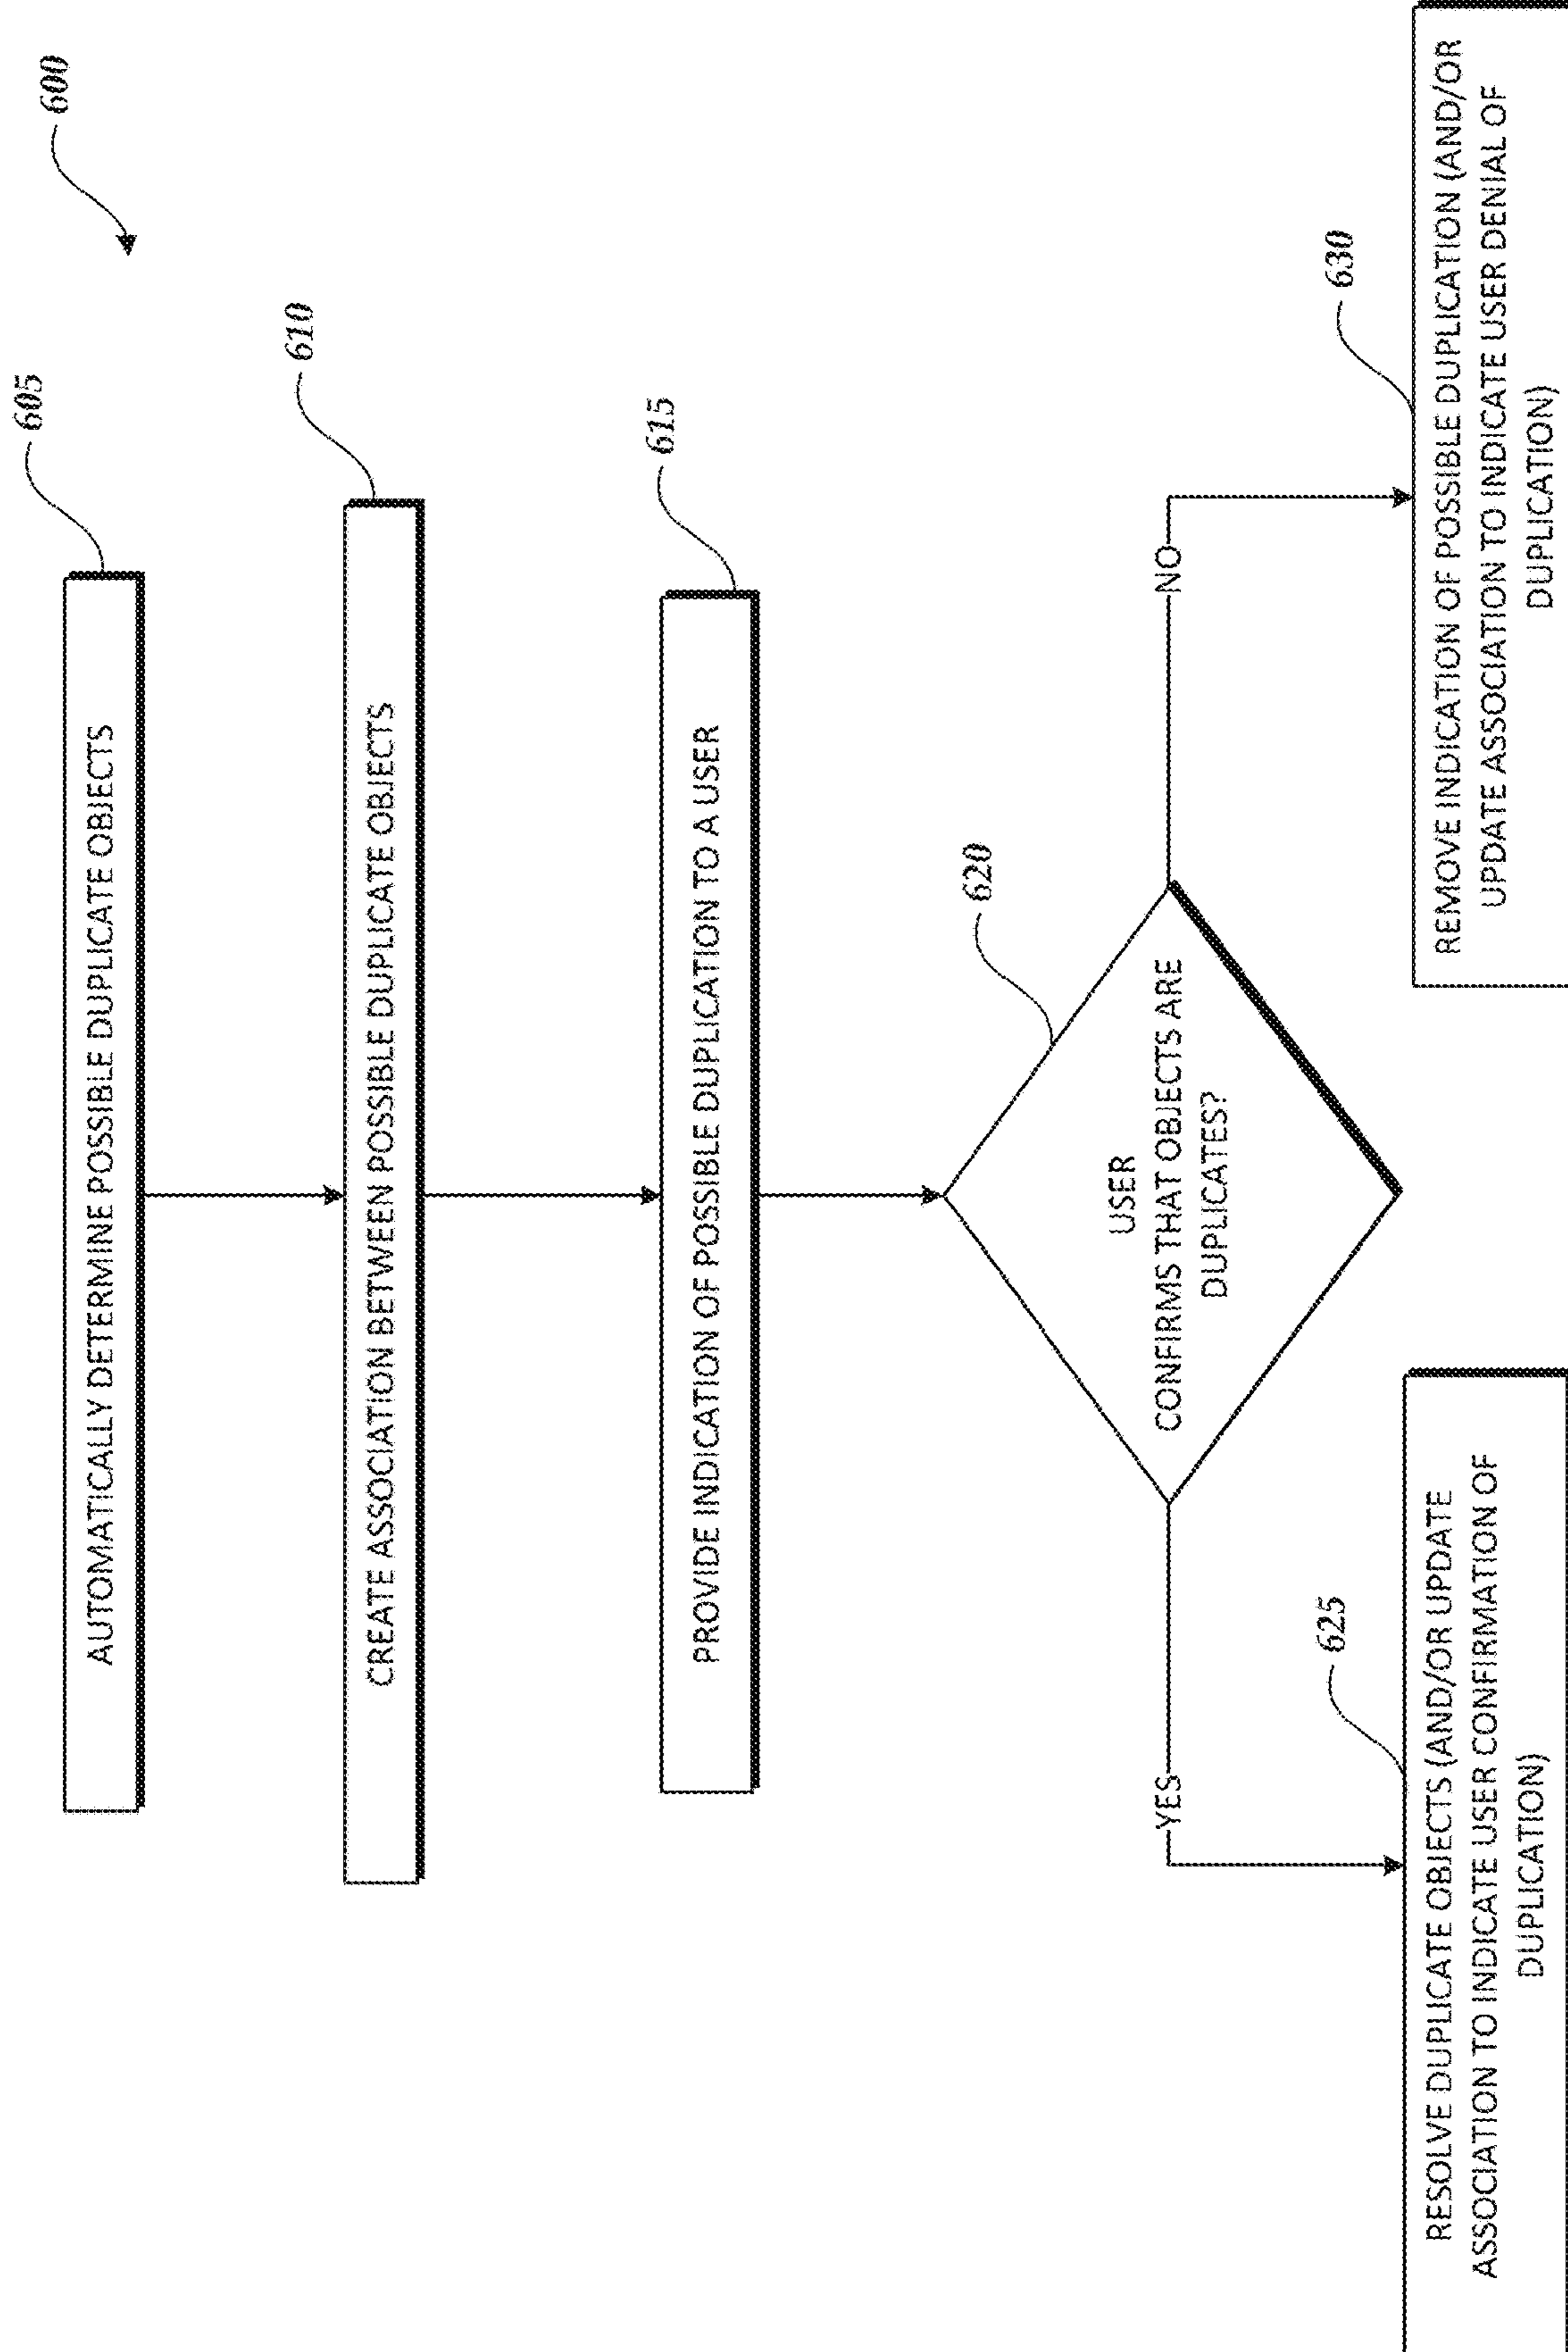 600
605
AUTOMATICALLY DETERMINE POSSIBLE DUPLICATE OBJECTS
610
CREATE ASSOCIATION BETWEEN POSSIBLE DUPLICATE OBJECTS
615
PROVIDE INDICATION OF POSSIBLE DUPLICATION TO A USER
620
USER
CONFIRMS THAT OBJECTS ARE
DUPLICATES?
YES
NO
625
RESOLVE DUPLICATE OBJECTS (AND/OR UPDATE
ASSOCIATION TO INDICATE USER CONFIRMATION OF
DUPLICATION)
630
REMOVE INDICATION OF POSSIBLE DUPLICATION (AND/OR
UPDATE ASSOCIATION TO INDICATE USER DENIAL OF
DUPLICATION)